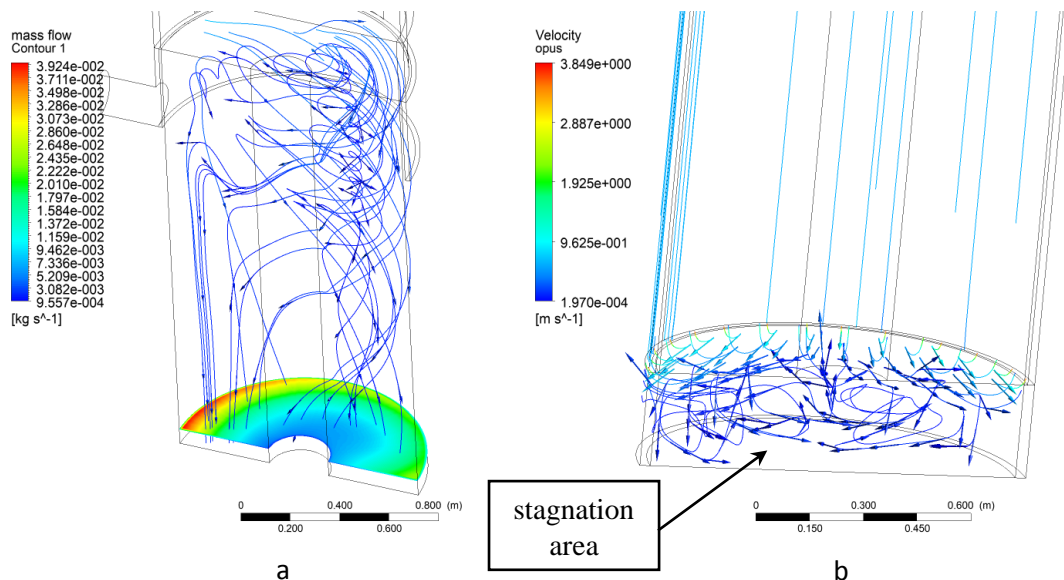 mass flow
Contour 1
3.924e-002
3.711e-002
3.498e-002
3.286e-002
3.073e-002
2.860e-002
2.648e-002
2.435e-002
2.222e-002
2.010e-002
1.797e-002
1.584e-002
1.372e-002
1.159e-002
9.462e-003
7.336e-003
5.209e-003
3.082e-003
9.557e-004
[kg s^-1]
0 0.400 0.800 (m)
0.200 0.600
a
Velocity
opus
3.849e+000
2.887e+000
1.925e+000
9.625e-001
1.970e-004
[m s^-1]
stagnation
area
0 0.300 0.600 (m)
0.150 0.450
b